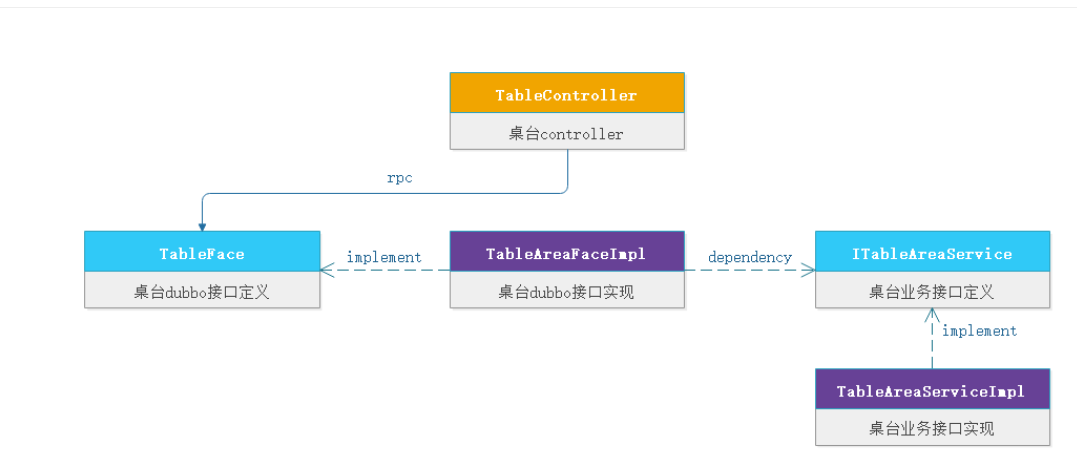 TableController
桌台controller
rpc
TableFace
桌台dubbo接口定义
implement
TableAreaFaceImpl
桌台dubbo接口实现
dependency
ITableAreaService
桌台业务接口定义
implement
TableAreaServiceImpl
桌台业务接口实现